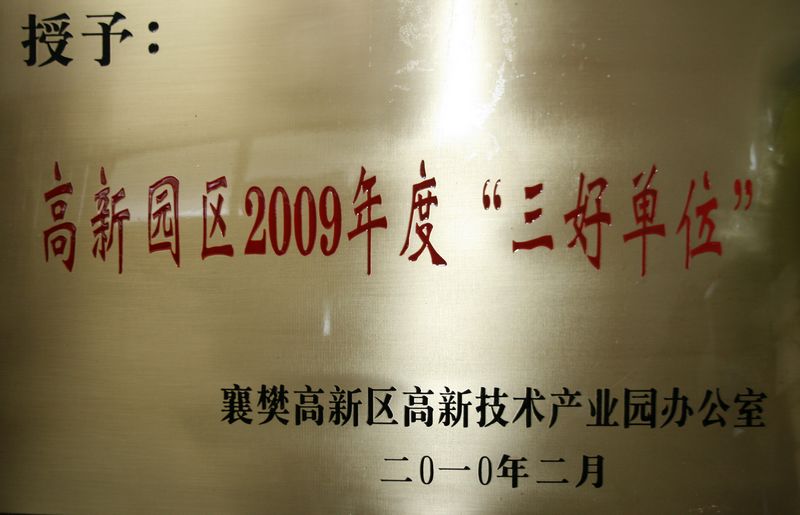 授予：
高新园区2009年度“三好单位”
襄樊高新区高新技术产业园办公室
二0一0年二月